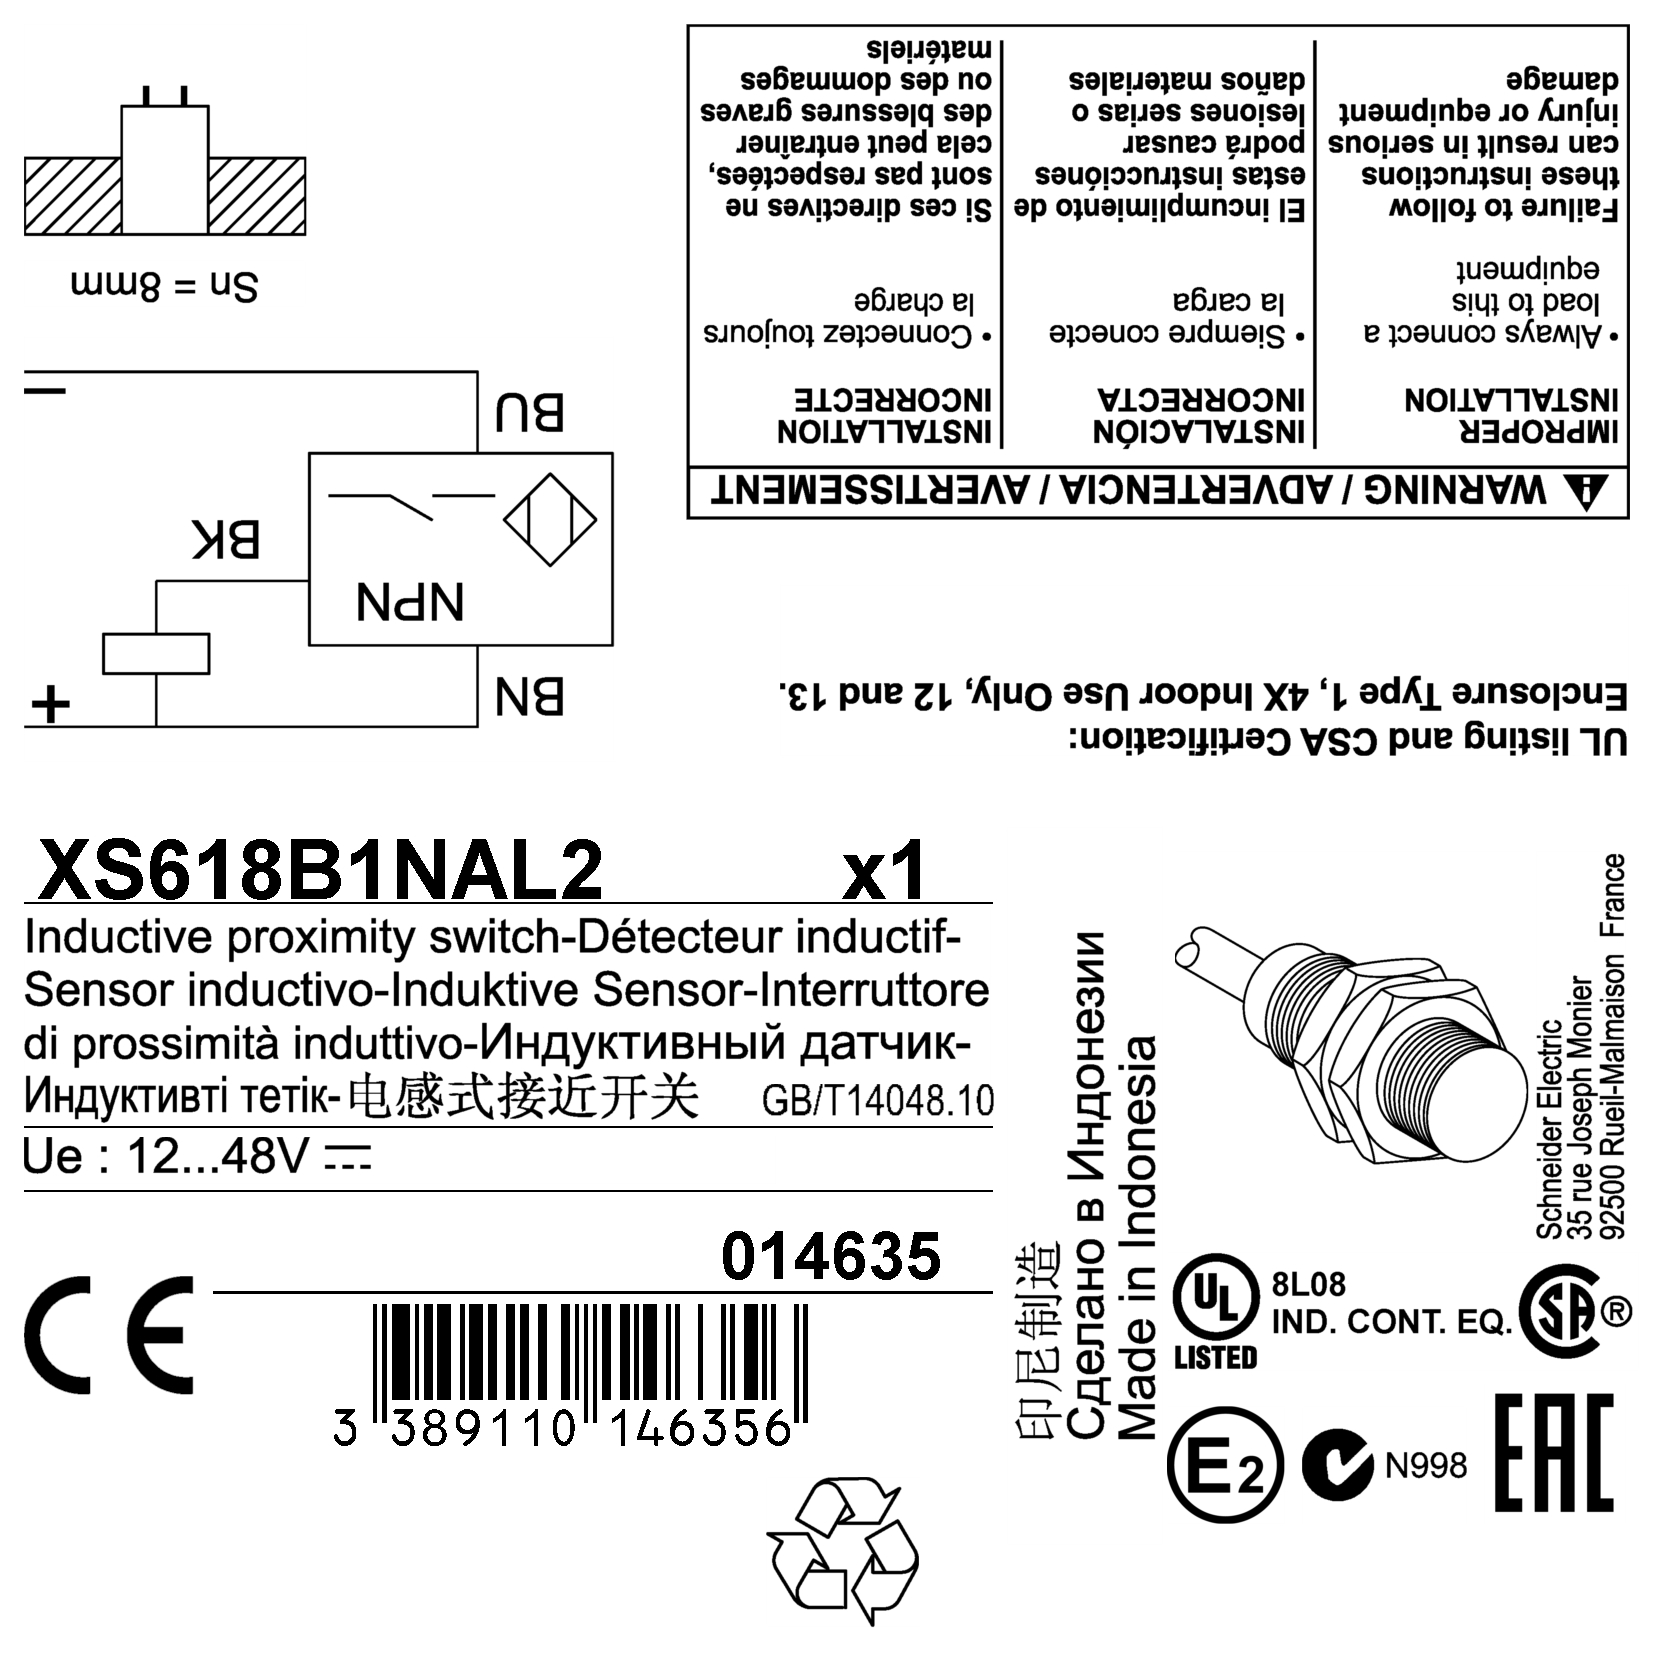 WARNING / ADVERTENCIA / AVERTISSEMENT
IMPROPER
INSTALLATION
• Always connect a
load to this
equipment
Failure to follow
these instructions
can result in serious
injury or equipment
damage
INSTALACIÓN
INCORRECTA
• Siempre conecte
la carga
El incumplimiento de
estas instrucciónes
podrá causar
lesiones serias o
daños materiales
INSTALLATION
INCORRECTE
• Connectez toujours
la charge
Si ces directives ne
sont pas respectées,
cela peut entraîner
des blessures graves
ou des dommages
matériels
Sn = 8mm
BU
–
BK
NPN
BN
+
UL listing and CSA Certification:
Enclosure Type 1, 4X Indoor Use Only, 12 and 13.
XS618B1NAL2 x1
Inductive proximity switch-Détecteur inductif-
Sensor inductivo-Induktive Sensor-Interruttore
di prossimità induttivo-Индуктивный датчик-
Индуктивті тетік-电感式接近开关 GB/T14048.10
Ue : 12...48V
014635
CE
3 389110 146356
印尼制造
Сделано в Индонезии
Made in Indonesia
Schneider Electric
35 rue Joseph Monier
92500 Rueil-Malmaison France
UL
LISTED
8L08
IND. CONT. EQ.
SA ®
E2
N998
EAC